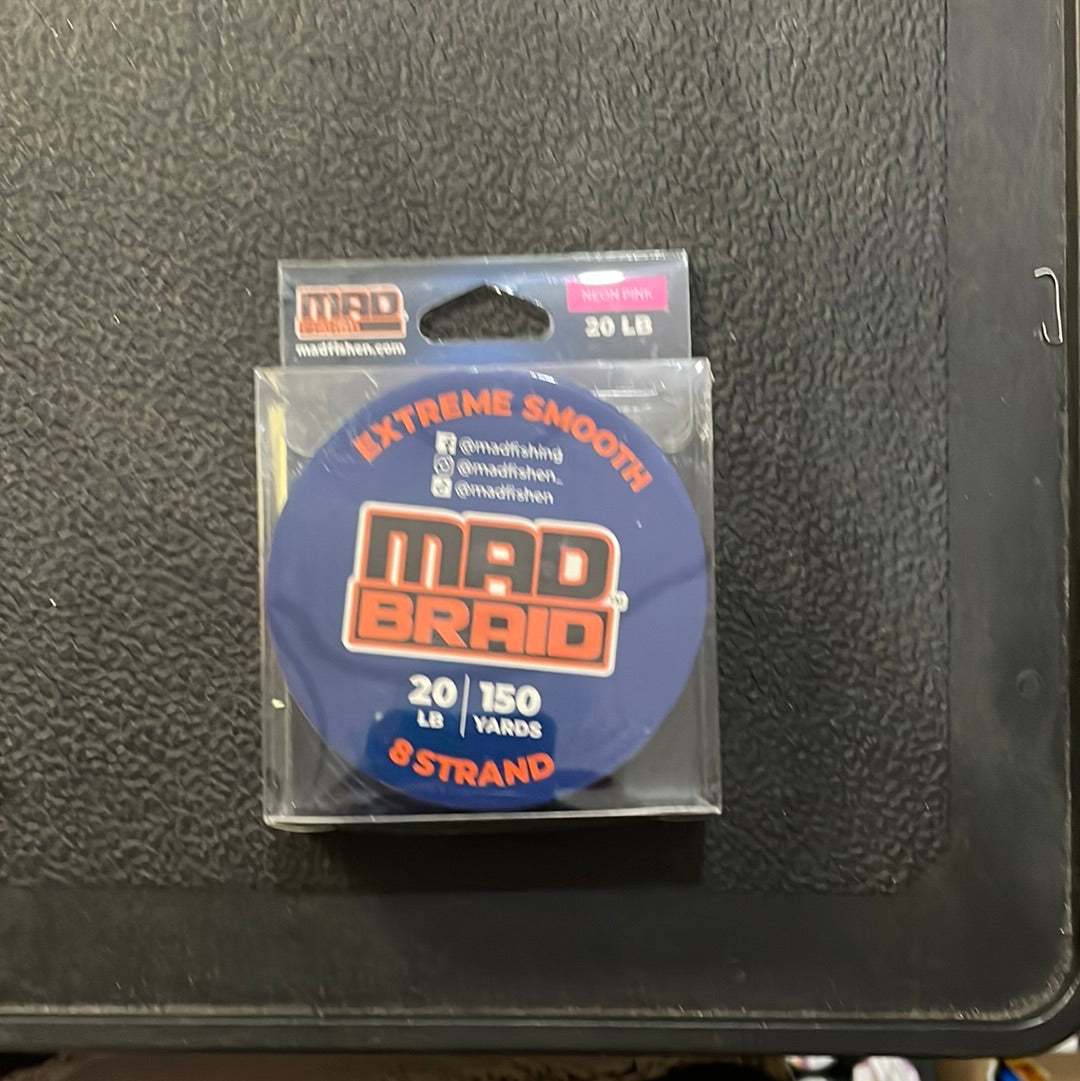 MAD
NEON PINK
20 LB
madfishen.com
EXTREME SMOOTH
@madfishing
@madfishen_
@madfishen
MAD
BRAID
20 | 150
LB | YARDS
8 STRAND